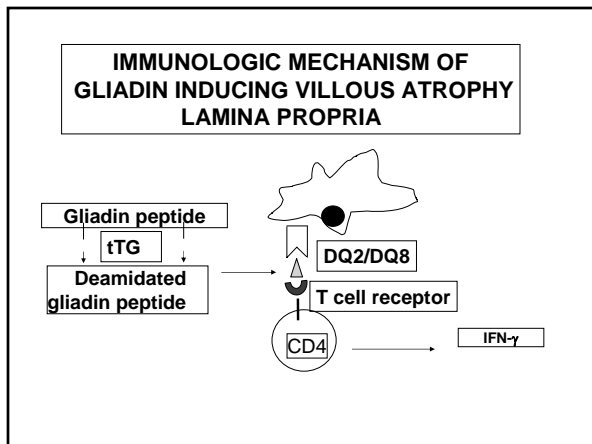 IMMUNOLOGIC MECHANISM OF
GLIADIN INDUCING VILLOUS ATROPHY
LAMINA PROPRIA
Gliadin peptide
tTG
Deamidated
gliadin peptide
DQ2/DQ8
T cell receptor
CD4
IFN-γ